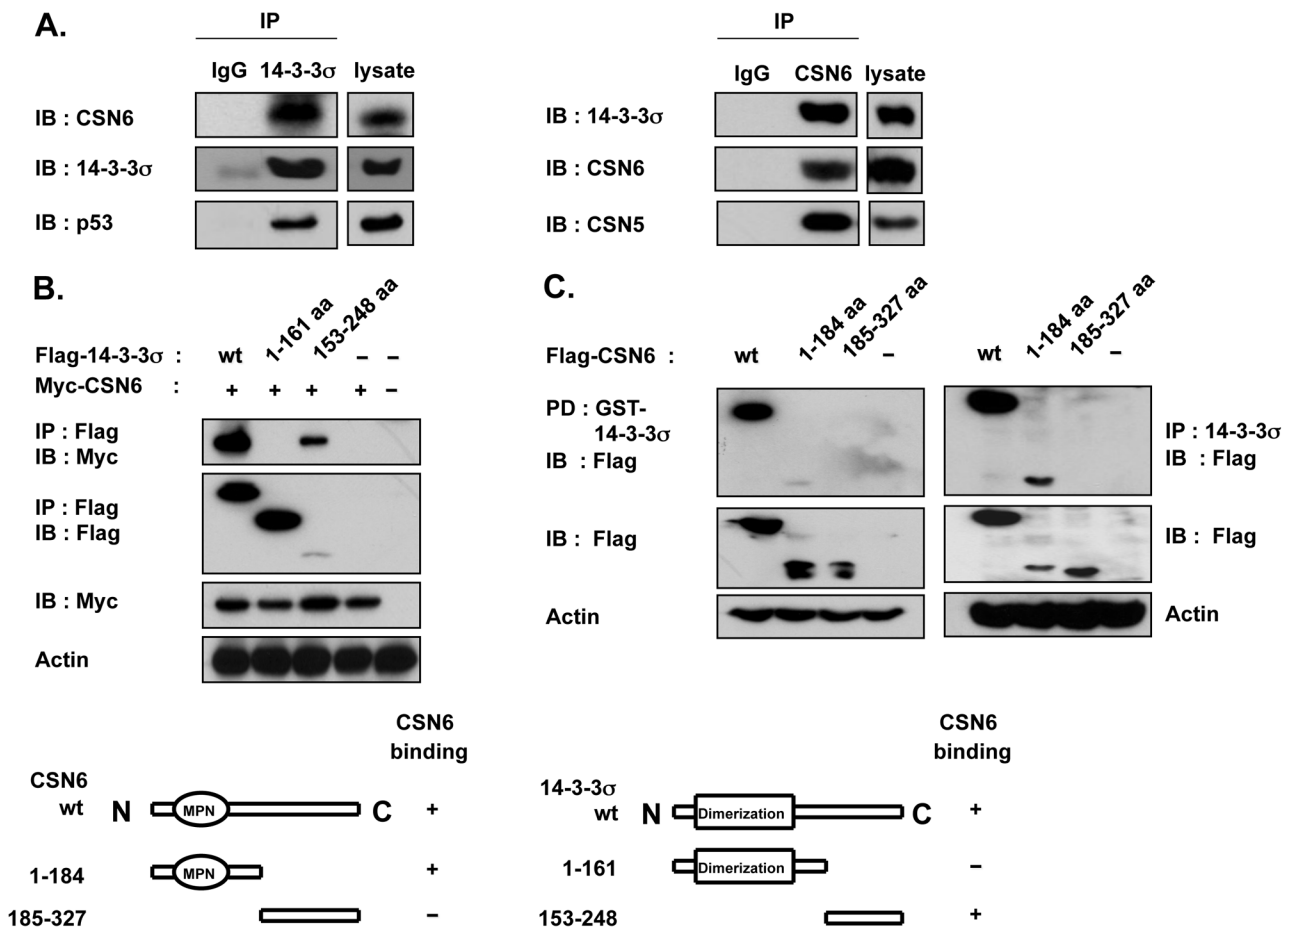 A.
IP
IgG 14-3-3σ lysate
IB : CSN6
IB : 14-3-3σ
IB : p53
IP
IgG CSN6 lysate
IB : 14-3-3σ
IB : CSN6
IB : CSN5
B.
Flag-14-3-3σ : wt 1-161 aa 153-248 aa – –
Myc-CSN6 : + + + + –
IP : Flag
IB : Myc
IP : Flag
IB : Flag
IB : Myc
Actin
C.
Flag-CSN6 : wt 1-184 aa 185-327 aa – wt 1-184 aa 185-327 aa –
PD : GST-
14-3-3σ
IB : Flag
IB : Flag
Actin
IP : 14-3-3σ
IB : Flag
IB : Flag
Actin
CSN6
binding
CSN6
wt N MPN C +
1-184 MPN +
185-327 –
CSN6
binding
14-3-3σ
wt N Dimerization C +
1-161 Dimerization –
153-248 +